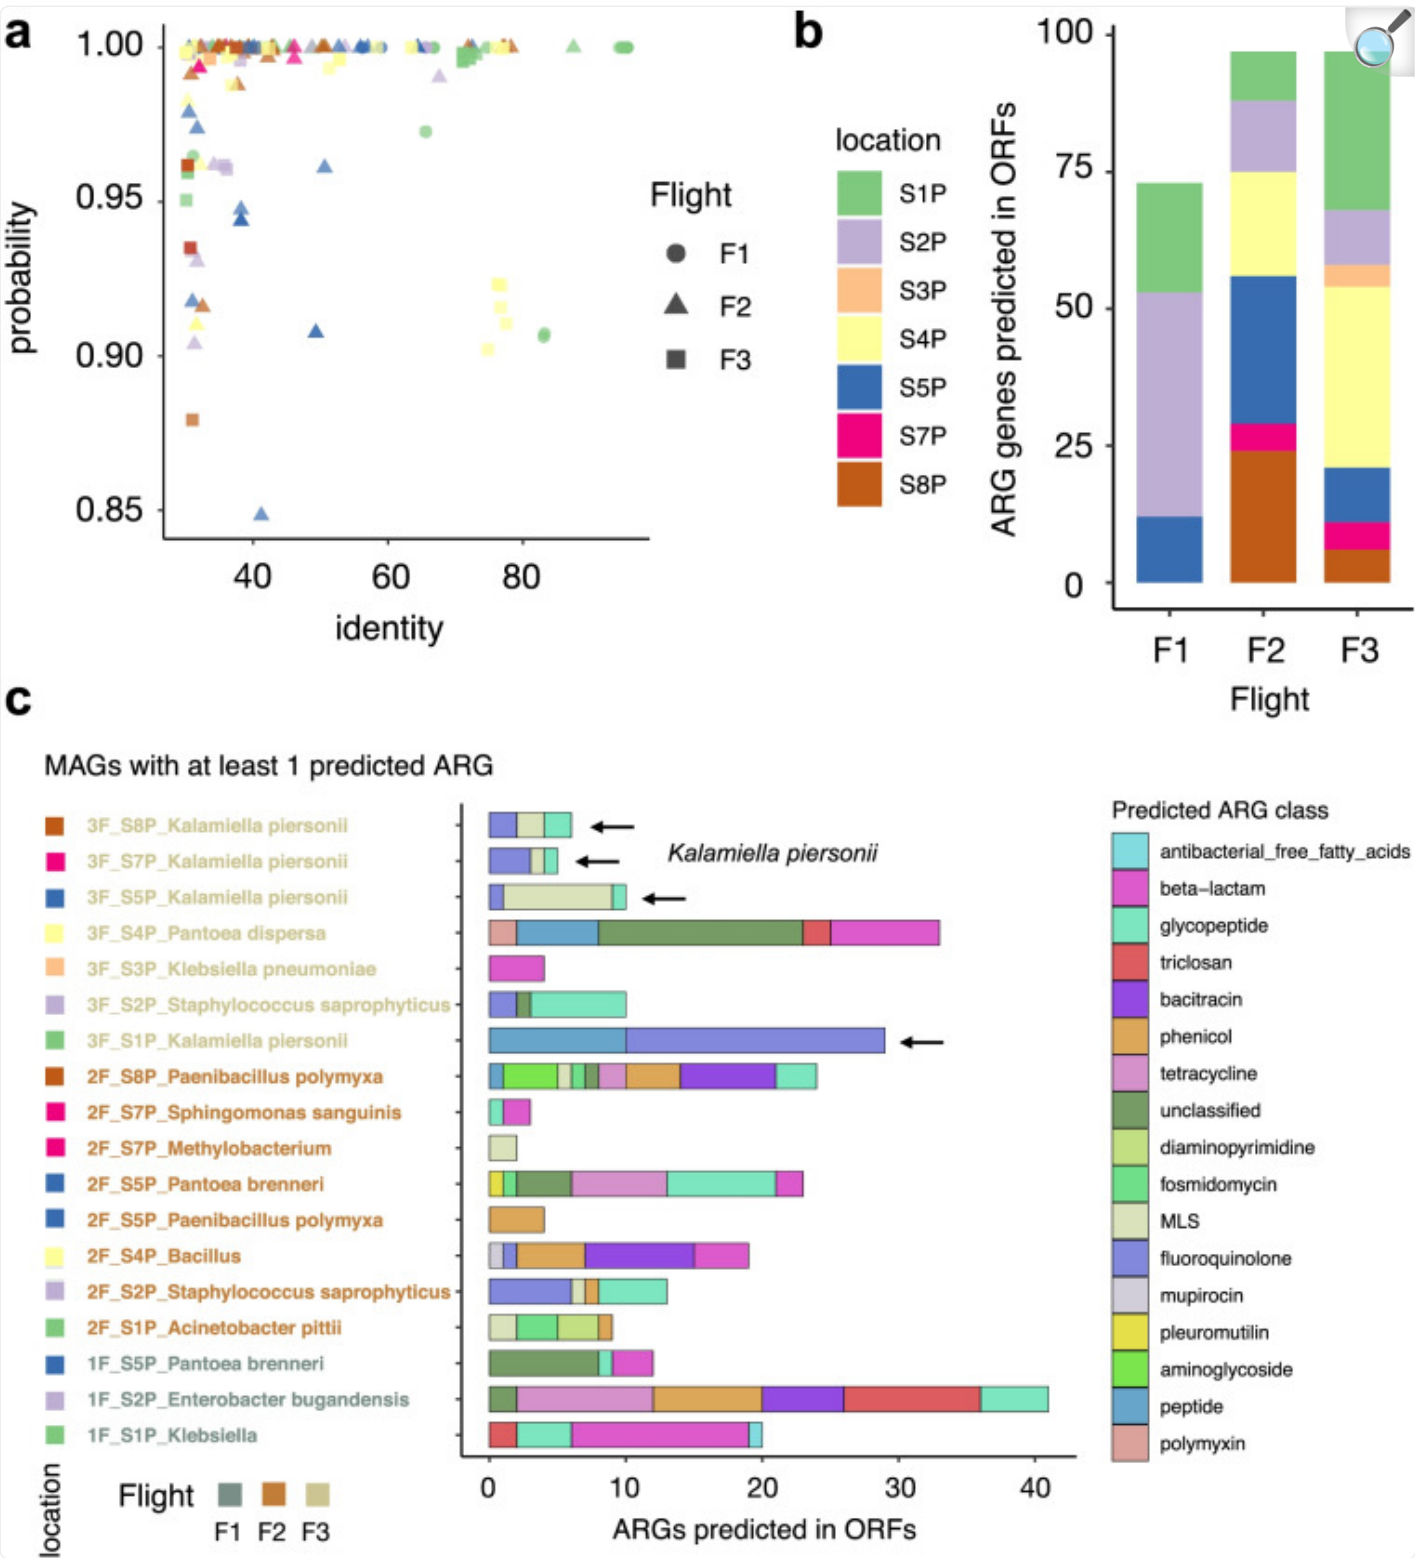 a
1.00
0.95
0.90
0.85
probability
40 60 80
identity
Flight
F1
F2
F3
b
location
S1P
S2P
S3P
S4P
S5P
S7P
S8P
ARG genes predicted in ORFs
100
75
50
25
0
F1 F2 F3
Flight
c
MAGs with at least 1 predicted ARG
3F_S8P_Kalamiella piersonii
3F_S7P_Kalamiella piersonii
3F_S5P_Kalamiella piersonii
3F_S4P_Pantoea dispersa
3F_S3P_Klebsiella pneumoniae
3F_S2P_Staphylococcus saprophyticus
3F_S1P_Kalamiella piersonii
2F_S8P_Paenibacillus polymyxa
2F_S7P_Sphingomonas sanguinis
2F_S7P_Methylobacterium
2F_S5P_Pantoea brenneri
2F_S5P_Paenibacillus polymyxa
2F_S4P_Bacillus
2F_S2P_Staphylococcus saprophyticus
2F_S1P_Acinetobacter pittii
1F_S5P_Pantoea brenneri
1F_S2P_Enterobacter bugandensis
1F_S1P_Klebsiella
location
Flight
F1 F2 F3
Kalamiella piersonii
0 10 20 30 40
ARGs predicted in ORFs
Predicted ARG class
antibacterial_free_fatty_acids
beta-lactam
glycopeptide
triclosan
bacitracin
phenicol
tetracycline
unclassified
diaminopyrimidine
fosmidomycin
MLS
fluoroquinolone
mupirocin
pleuromutilin
aminoglycoside
peptide
polymyxin